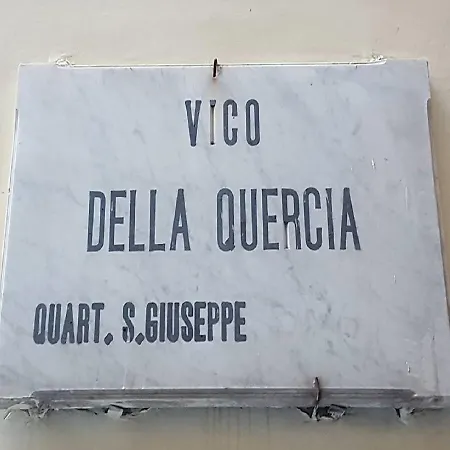 VICO
DELLA QUERCIA
QUART. S.GIUSEPPE